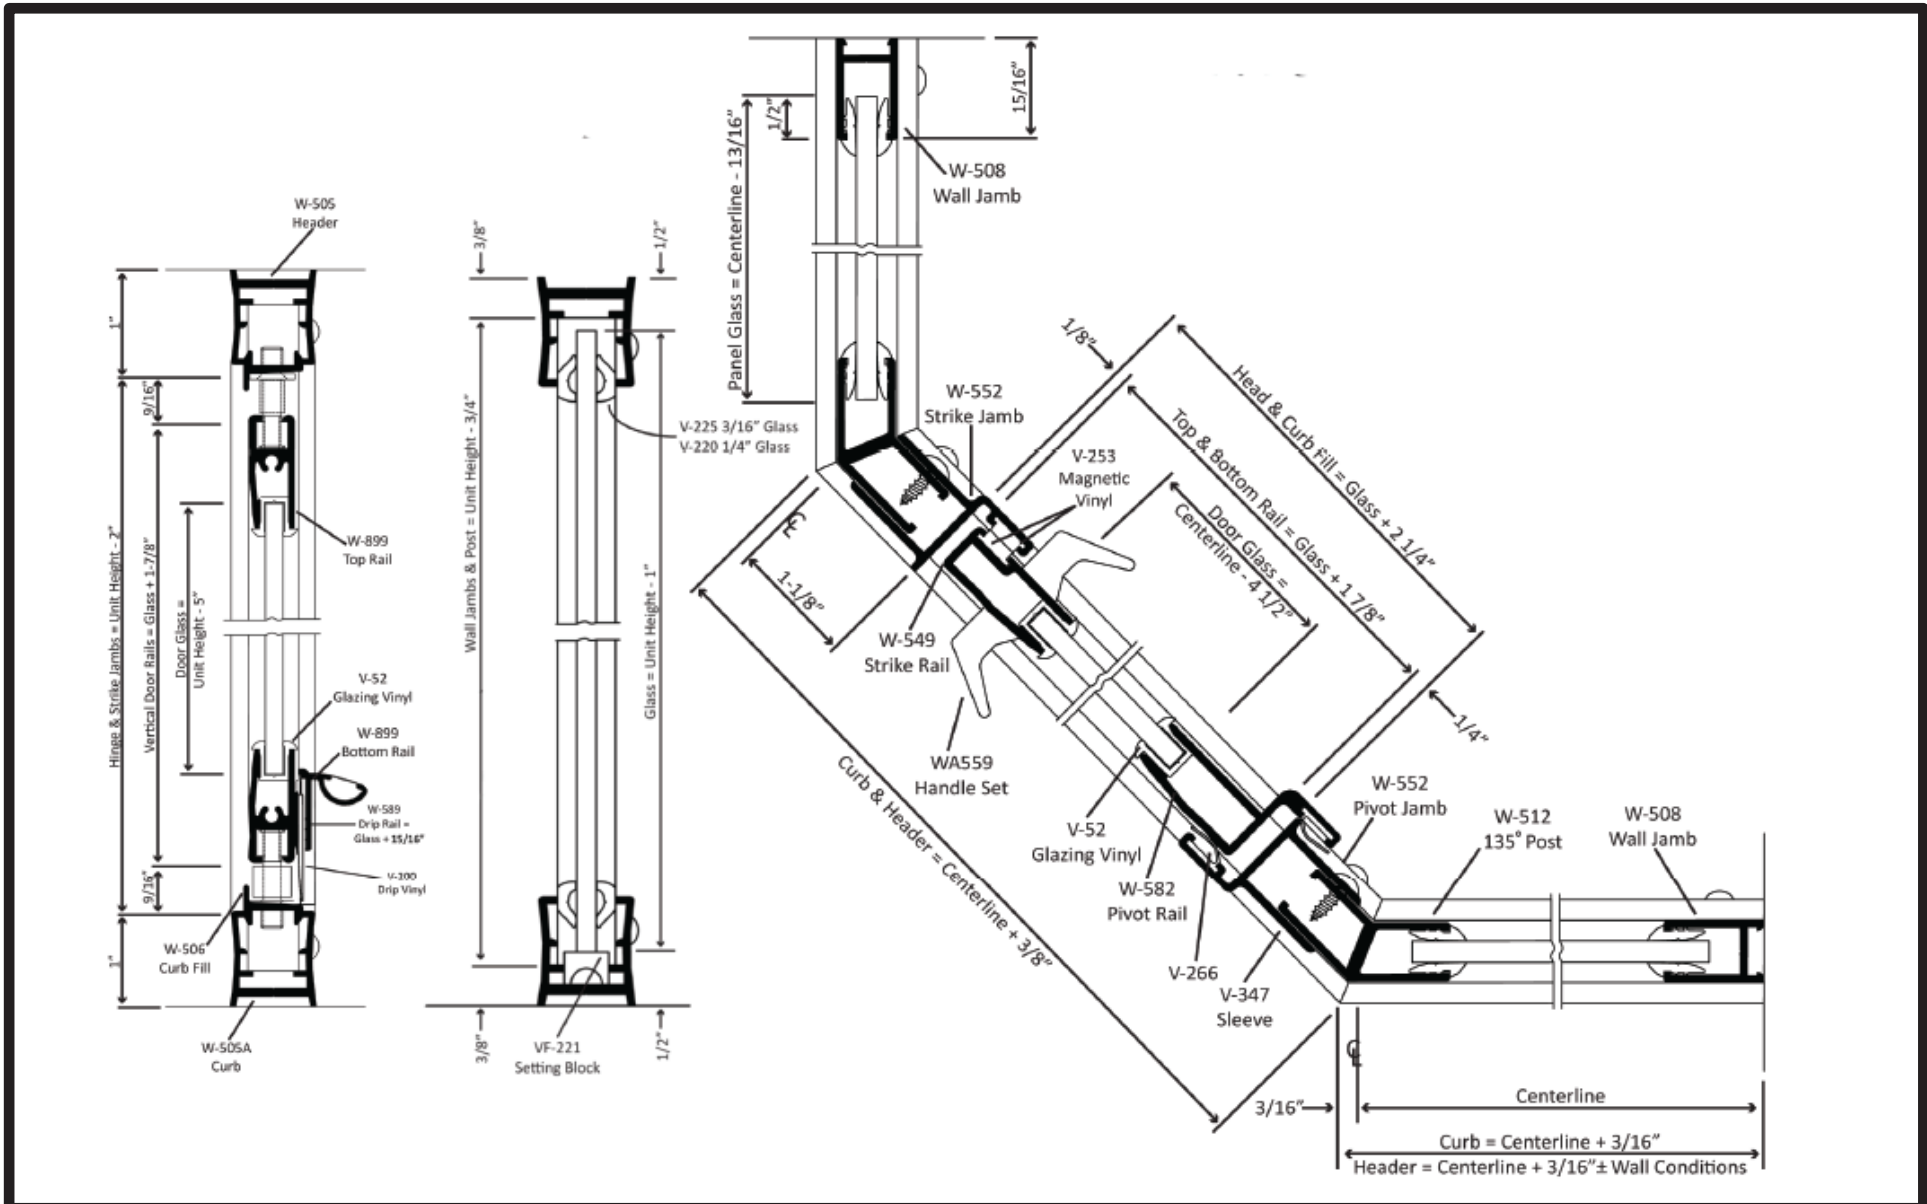 W-505
Header
1"
9/16"
Hinge & Strike Jambs = Unit Height - 2"
Vertical Door Rails = Glass + 1-7/8"
Door Glass =
Unit Height - 5"
W-899
Top Rail
V-52
Glazing Vinyl
W-899
Bottom Rail
W-589
Drip Rail =
Glass + 15/16"
V-200
Drip Vinyl
9/16"
W-506
Curb Fill
1"
W-505A
Curb
3/8"
1/2"
Wall Jambs & Post = Unit Height - 3/4"
V-225 3/16" Glass
V-220 1/4" Glass
Glass = Unit Height - 1"
3/8"
VF-221
Setting Block
1/2"
15/16"
1/2"
Panel Glass = Centerline - 13/16"
W-508
Wall Jamb
1/8"
W-552
Strike Jamb
V-253
Magnetic
Vinyl
Head & Curb Fill = Glass + 2 1/4"
Top & Bottom Rail = Glass + 1 7/8"
Door Glass =
Centerline - 4 1/2"
℄
1-1/8"
W-549
Strike Rail
WA559
Handle Set
1/4"
Curb & Header = Centerline + 3/8"
V-52
Glazing Vinyl
W-582
Pivot Rail
V-266
V-347
Sleeve
W-552
Pivot Jamb
W-512
135° Post
W-508
Wall Jamb
℄
3/16"
Centerline
Curb = Centerline + 3/16"
Header = Centerline + 3/16"± Wall Conditions